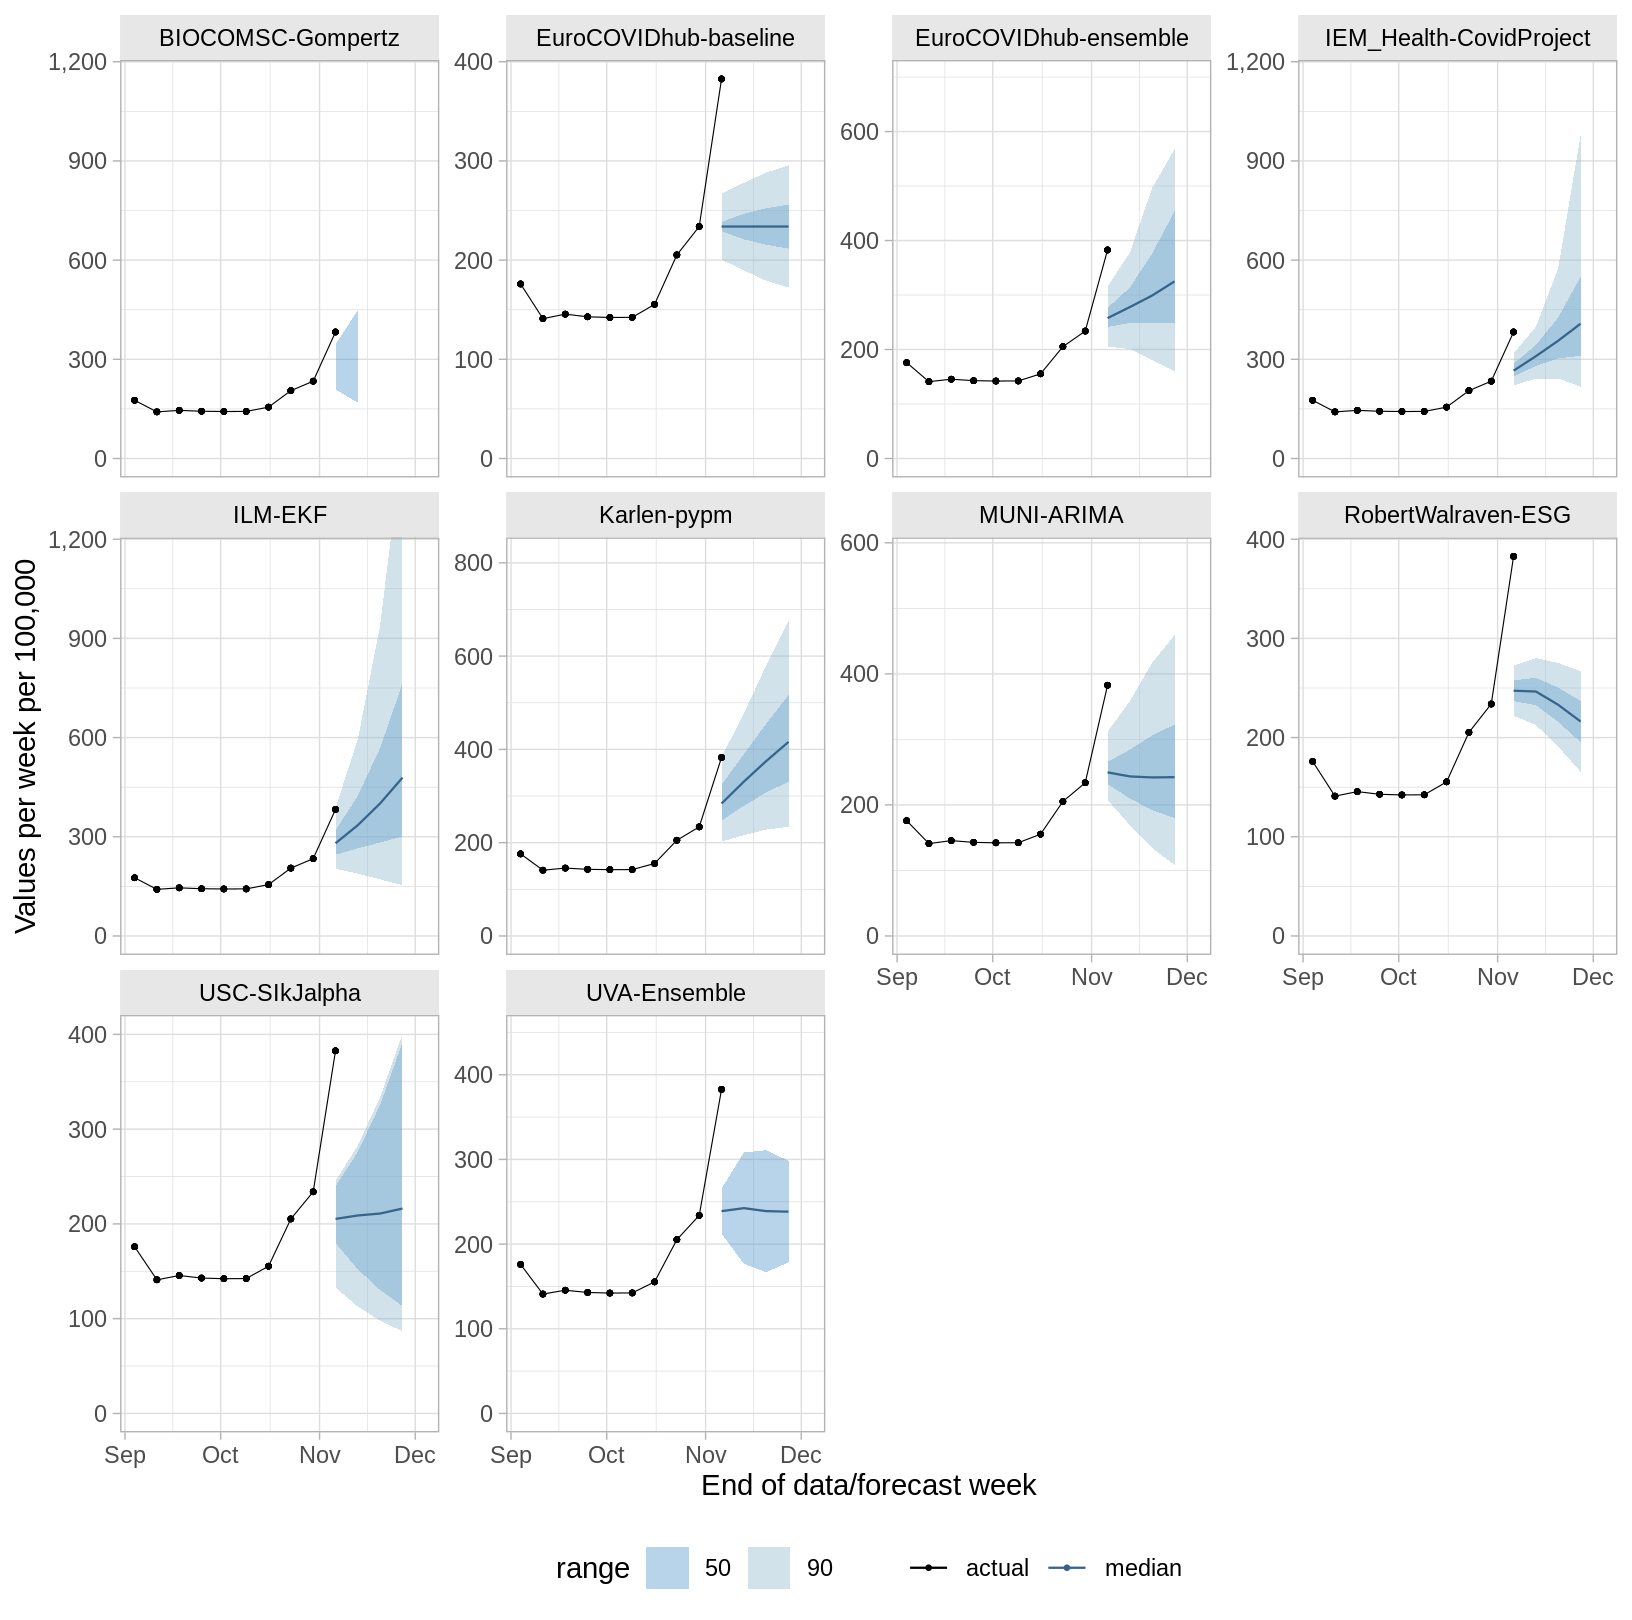 BIOCOMSC-Gompertz EuroCOVIDhub-baseline EuroCOVIDhub-ensemble IEM_Health-CovidProject
1,200 400 1,200
600
900 300 900
400
600 200 600
300 100 200 300
0 0 0 0
ILM-EKF Karlen-pypm MUNI-ARIMA RobertWalraven-ESG
1,200 800 600 400
900 600 300
400
600 400 200
200
300 200 100
0 0 0 0
Values per week per 100,000
Sep Oct Nov Dec Sep Oct Nov Dec
USC-SIkJalpha UVA-Ensemble
400 400
300 300
200 200
100 100
0 0
Sep Oct Nov Dec Sep Oct Nov Dec
End of data/forecast week
range 50 90 actual median